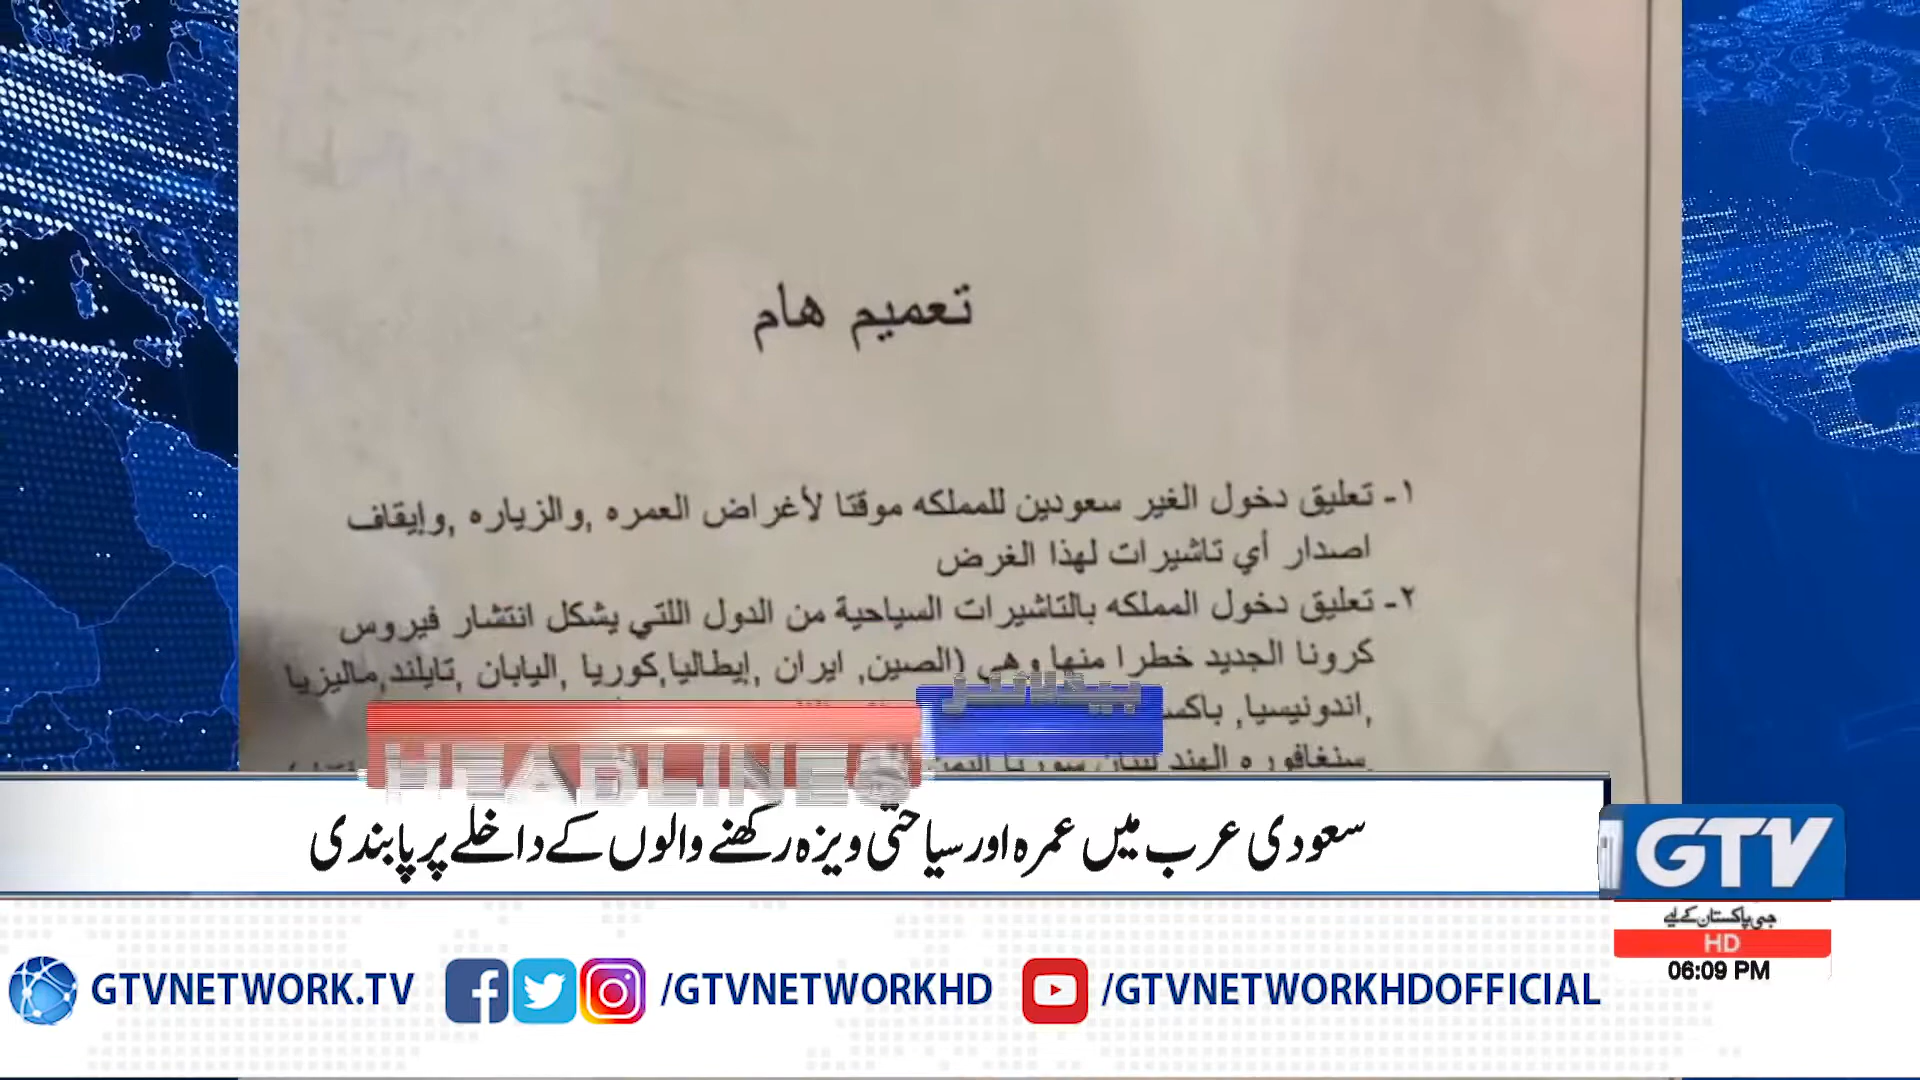 تعميم هام
١- تعليق دخول الغير سعودين للمملكه موقتا لأغراض العمره ,والزياره ,وإيقاف
اصدار أي تاشيرات لهذا الغرض
٢- تعليق دخول المملكه بالتاشيرات السياحية من الدول اللتي يشكل انتشار فيروس
كرونا الجديد خطرا منها وهي (الصين, ايران ,إيطاليا,كوريا ,اليابان ,تايلند,ماليزيا
,اندونيسيا,
سنغافوره الهند لبنان سوريا اليمن
ہیڈلائنز
HEADLINES
سعودی عرب میں عمرہ اور سیاحتی ویزہ رکھنے والوں کے داخلے پر پابندی
GTV
جی پاکستان کے لیے
HD
06:09 PM
GTVNETWORK.TV /GTVNETWORKHD /GTVNETWORKHDOFFICIAL